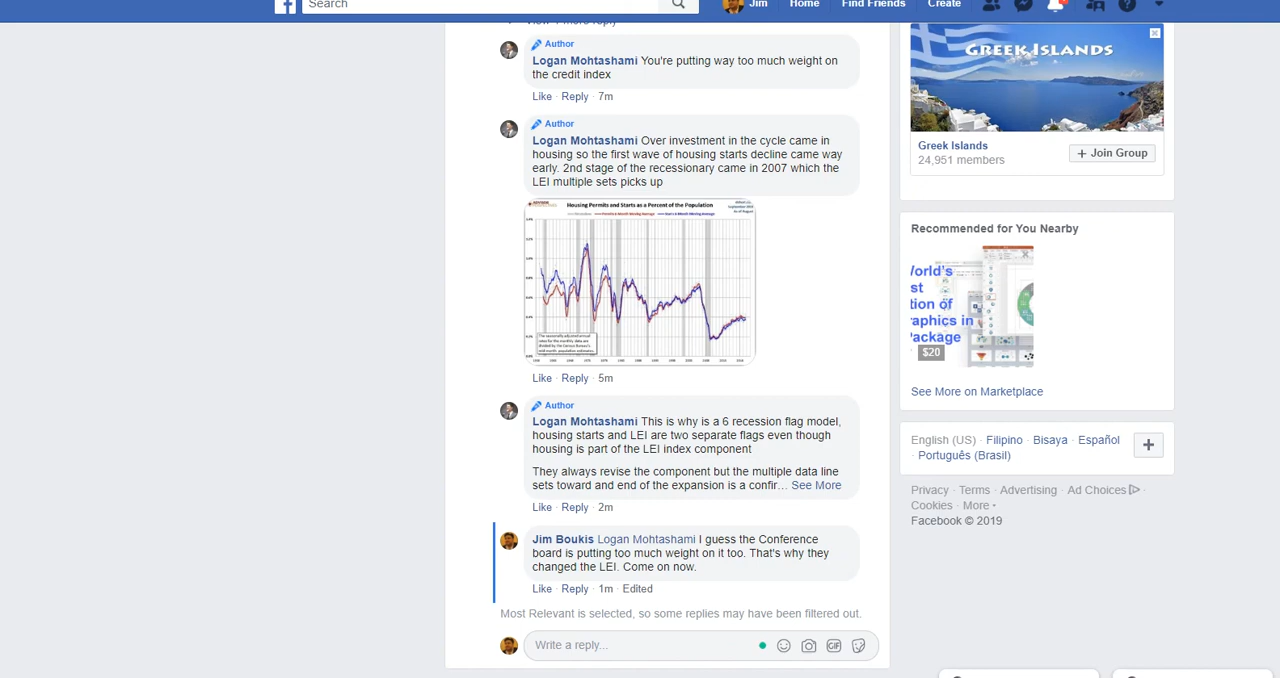 Search
Jim
Home
Find Friends
Create
Author
Logan Mohtashami You're putting way too much weight on
the credit index
Like · Reply · 7m
Author
Logan Mohtashami Over investment in the cycle came in
housing so the first wave of housing starts decline came way
early. 2nd stage of the recessionary came in 2007 which the
LEI multiple sets picks up
Housing Permits and Starts as a Percent of the Population
Like · Reply · 5m
Author
Logan Mohtashami This is why is a 6 recession flag model,
housing starts and LEI are two separate flags even though
housing is part of the LEI index component
They always revise the component but the multiple data line
sets toward and end of the expansion is a confir... See More
Like · Reply · 2m
Jim Boukis Logan Mohtashami I guess the Conference
board is putting too much weight on it too. That's why they
changed the LEI. Come on now.
Like · Reply · 1m · Edited
Most Relevant is selected, so some replies may have been filtered out.
Write a reply...
GIF
GREEK ISLANDS
Greek Islands
24,951 members
+ Join Group
Recommended for You Nearby
/orld's
st
tion of
raphics in
Package
$20
See More on Marketplace
English (US) · Filipino · Bisaya · Español
· Português (Brasil)
Privacy · Terms · Advertising · Ad Choices ·
Cookies · More
Facebook © 2019